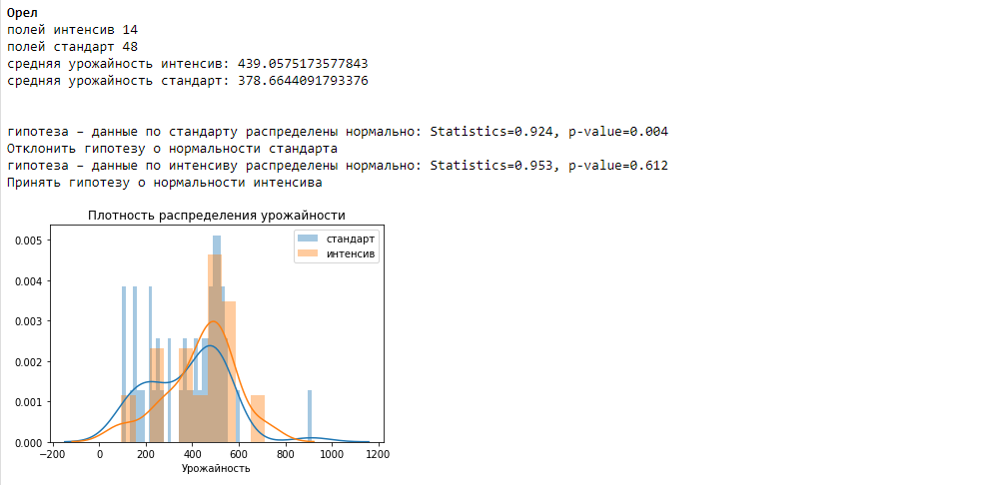 Орел
полей интенсив 14
полей стандарт 48
средняя урожайность интенсив: 439.0575173577843
средняя урожайность стандарт: 378.6644091793376
гипотеза – данные по стандарту распределены нормально: Statistics=0.924, p-value=0.004
Отклонить гипотезу о нормальности стандарта
гипотеза – данные по интенсиву распределены нормально: Statistics=0.953, p-value=0.612
Принять гипотезу о нормальности интенсива
Плотность распределения урожайности
стандарт
интенсив
0.005
0.004
0.003
0.002
0.001
0.000
−200 0 200 400 600 800 1000 1200
Урожайность